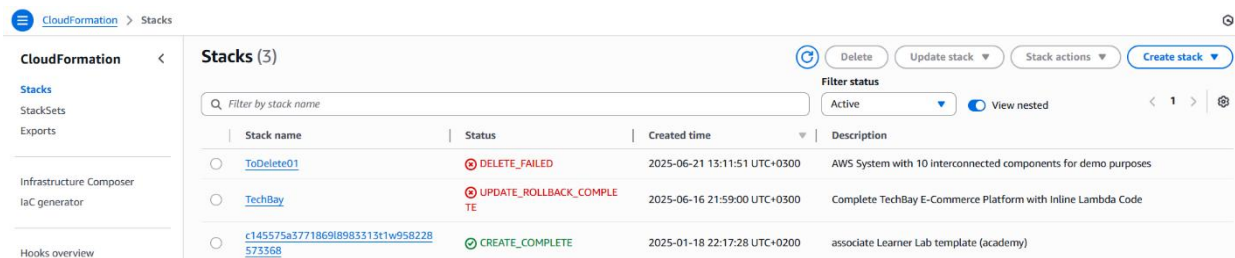 CloudFormation > Stacks
CloudFormation
Stacks
StackSets
Exports
Infrastructure Composer
IaC generator
Hooks overview
Stacks (3)
Delete
Update stack
Stack actions
Create stack
Filter status
Filter by stack name
Active
View nested
1
Stack name Status Created time Description
ToDelete01 DELETE_FAILED 2025-06-21 13:11:51 UTC+0300 AWS System with 10 interconnected components for demo purposes
TechBay UPDATE_ROLLBACK_COMPLE 2025-06-16 21:59:00 UTC+0300 Complete TechBay E-Commerce Platform with Inline Lambda Code
TE
c145575a3771869l8983313t1w958228 CREATE_COMPLETE 2025-01-18 22:17:28 UTC+0200 associate Learner Lab template (academy)
573368